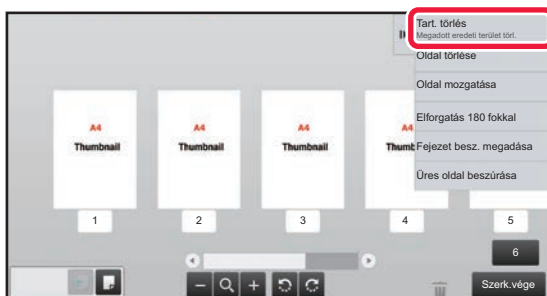 Tart. törlés
Megadott eredeti terület törl.
Oldal törlése
Oldal mozgatása
Elforgatás 180 fokkal
Fejezet besz. megadása
Üres oldal beszúrása
A4
Thumbnail
A4
Thumbnail
A4
Thumbnail
A4
Thumb
1
2
3
4
5
6
Szerk.vége